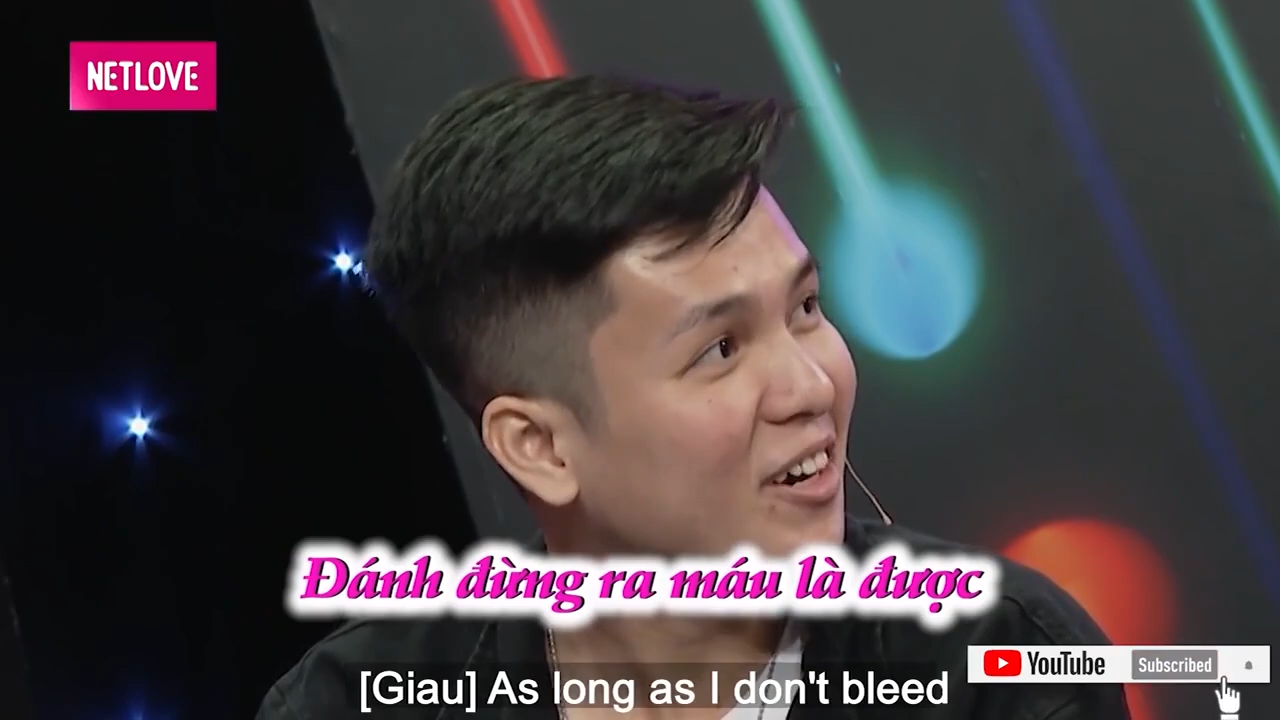 NETLOVE
Đánh đừng ra máu là được
YouTube
Subscribed
[Giau] As long as I don't bleed